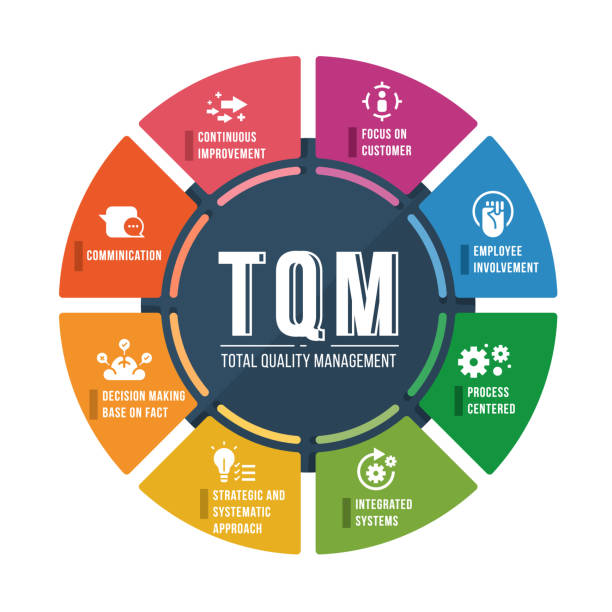 CONTINUOUS
IMPROVEMENT
FOCUS ON
CUSTOMER
COMMINICATION
EMPLOYEE
INVOLVEMENT
TQM
TOTAL QUALITY MANAGEMENT
DECISION MAKING
BASE ON FACT
PROCESS
CENTERED
STRATEGIC AND
SYSTEMATIC
APPROACH
INTEGRATED
SYSTEMS